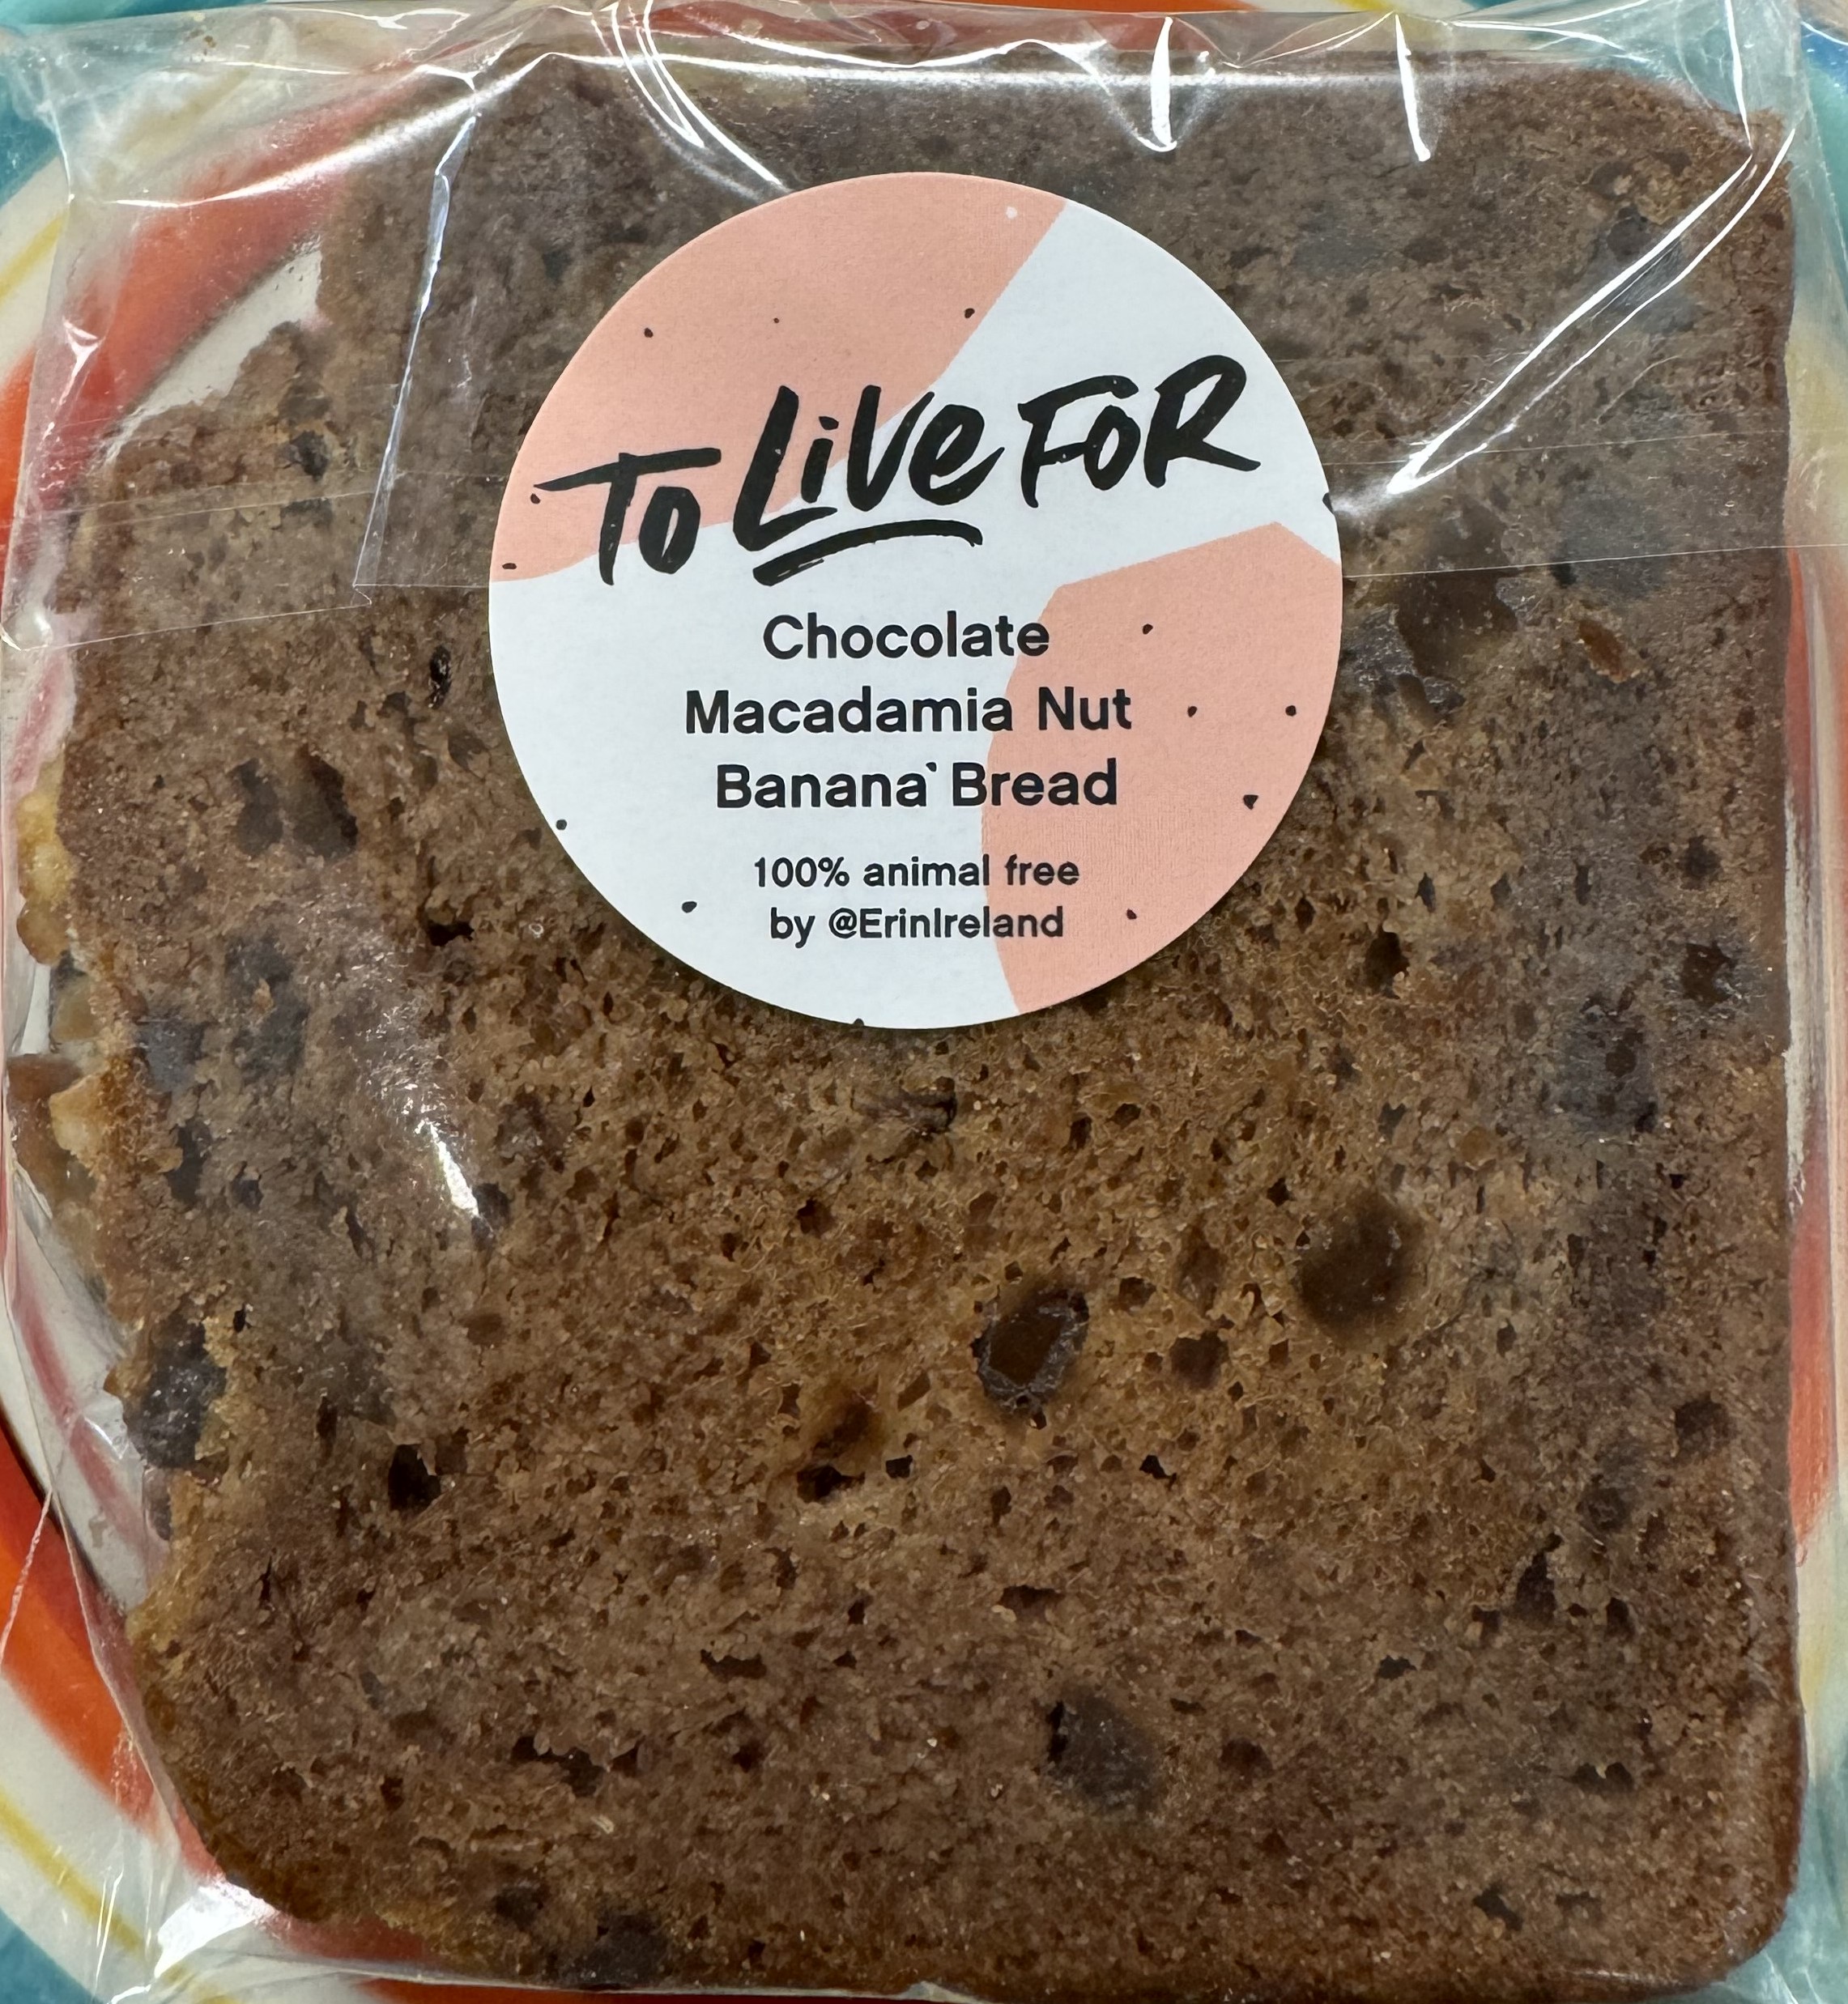 To Live FoR
Chocolate
Macadamia Nut
Banana Bread
100% animal free
by @ErinIreland